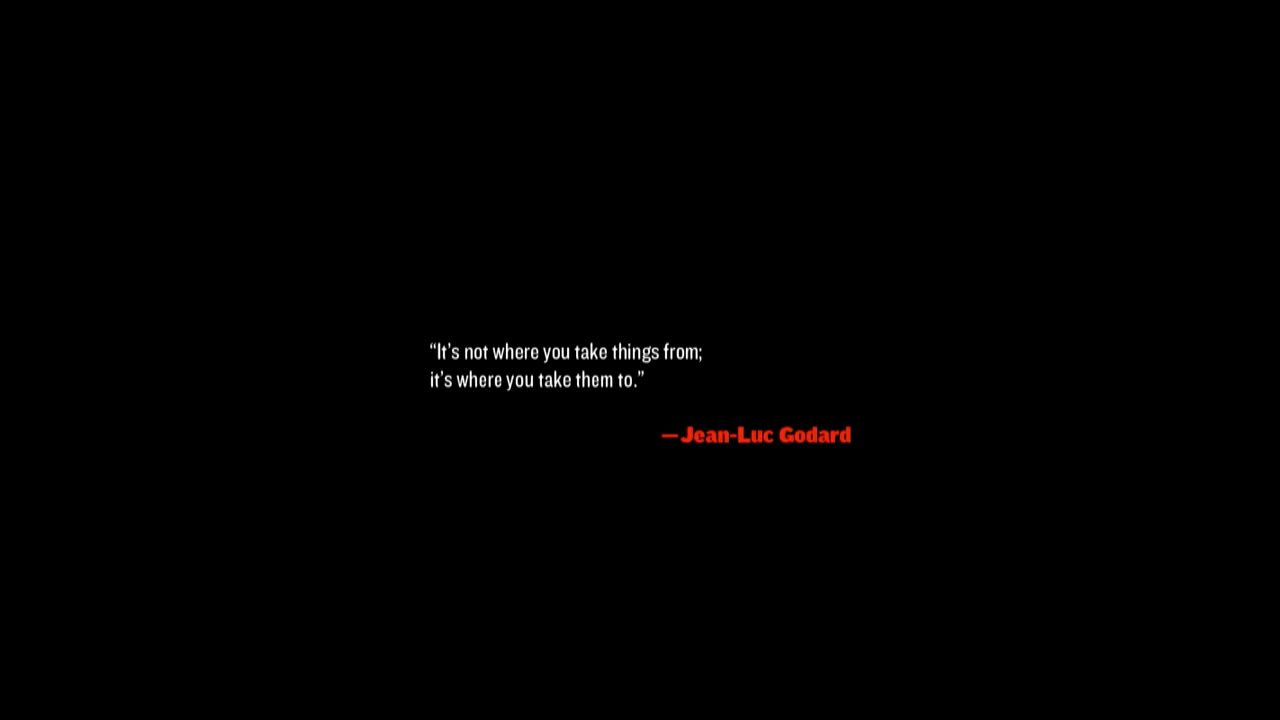 “It’s not where you take things from;
it’s where you take them to.”
—Jean-Luc Godard